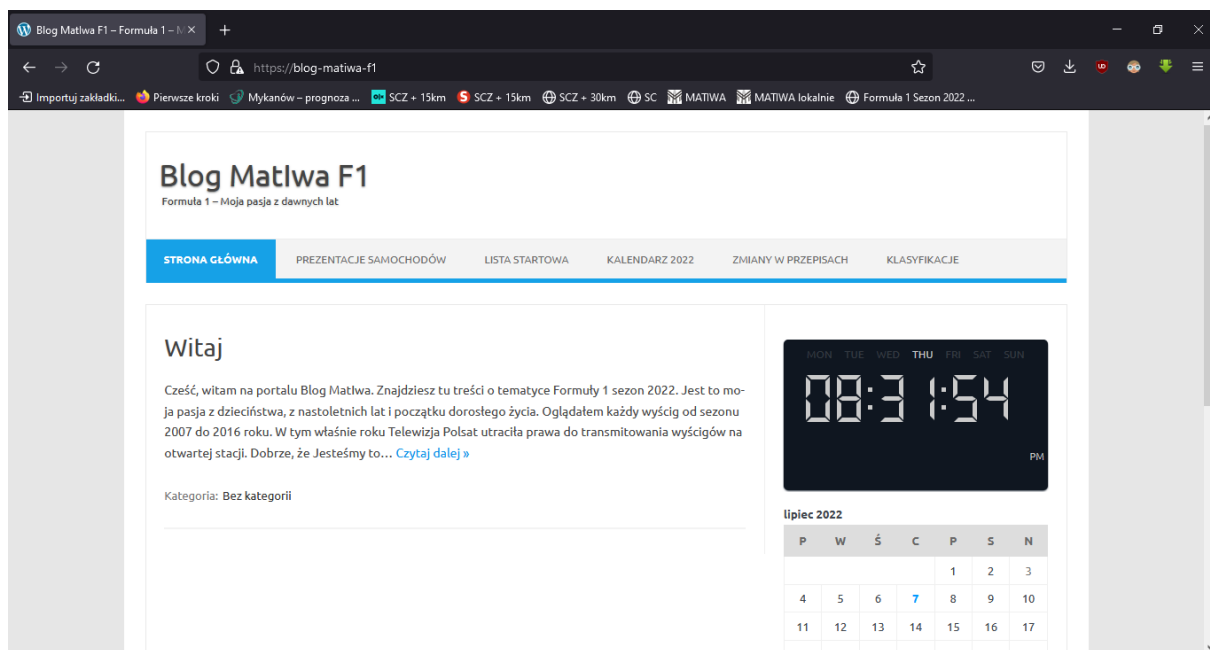 Blog MatIwa F1 – Formuła 1 – M
https://blog-matiwa-f1
Importuj zakładki... Pierwsze kroki Mykanów – prognoza ... SCZ + 15km SCZ + 15km SCZ + 30km SC MATIWA MATIWA lokalnie Formuła 1 Sezon 2022 ...
Blog MatIwa F1
Formuła 1 – Moja pasja z dawnych lat
STRONA GŁÓWNA PREZENTACJE SAMOCHODÓW LISTA STARTOWA KALENDARZ 2022 ZMIANY W PRZEPISACH KLASYFIKACJE
Witaj
Cześć, witam na portalu Blog MatIwa. Znajdziesz tu treści o tematyce Formuły 1 sezon 2022. Jest to mo-
ja pasja z dzieciństwa, z nastoletnich lat i początku dorosłego życia. Oglądałem każdy wyścig od sezonu
2007 do 2016 roku. W tym właśnie roku Telewizja Polsat utraciła prawa do transmitowania wyścigów na
otwartej stacji. Dobrze, że Jesteśmy to… Czytaj dalej »
Kategoria: Bez kategorii
MON TUE WED THU FRI SAT SUN
08:31:54
PM
lipiec 2022
P W Ś C P S N
1 2 3
4 5 6 7 8 9 10
11 12 13 14 15 16 17